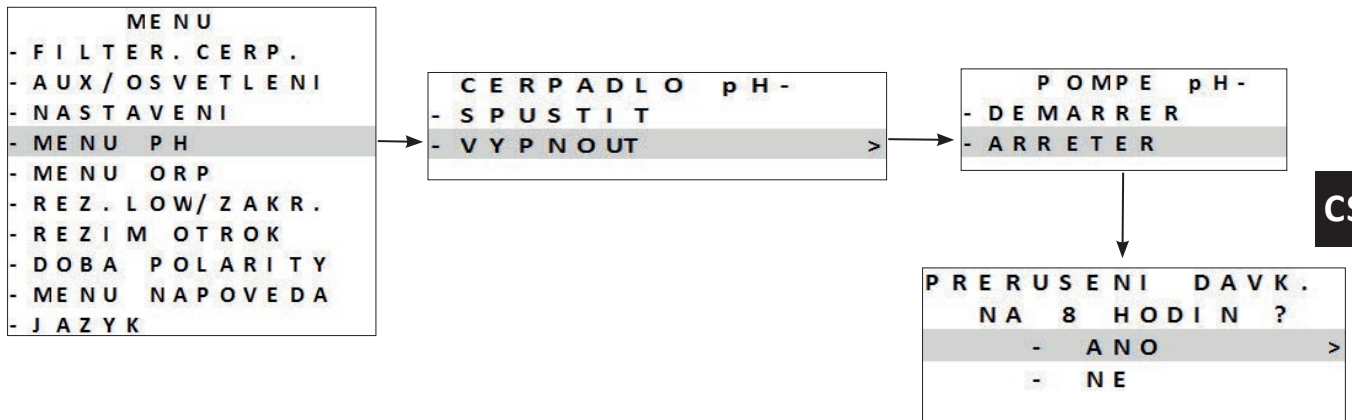 MENU
- FILTER. CERP.
- AUX/OSVETLENI
- NASTAVENI
- MENU PH
- MENU ORP
- REZ. LOW/ZAKR.
- REZIM OTROK
- DOBA POLARITY
- MENU NAPOVEDA
- JAZYK
CERPADLO pH-
- SPUSTIT
- VYPNOUT >
POMPE pH-
- DEMARRER
- ARRETER
CS
PRERUSENI DAVK.
NA 8 HODIN ?
- ANO >
- NE